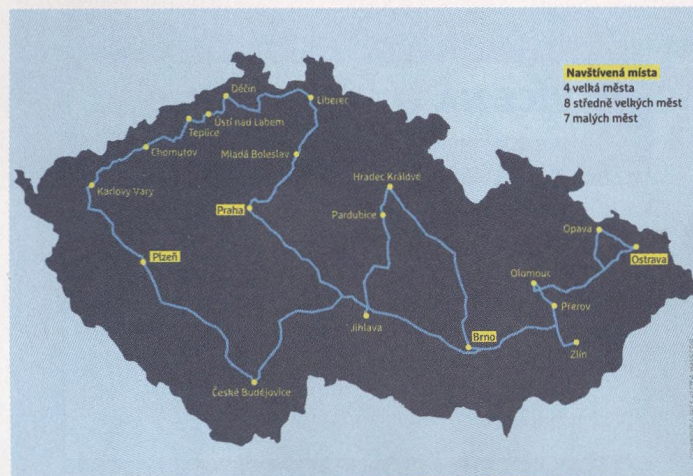 Navštívená místa
4 velká města
8 středně velkých měst
7 malých měst
Děčín
Liberec
Ústí nad Labem
Teplice
Chomutov
Mladá Boleslav
Karlovy Vary
Hradec Králové
Praha
Pardubice
Opava
Plzeň
Ostrava
Olomouc
Přerov
Jihlava
Brno
Zlín
České Budějovice